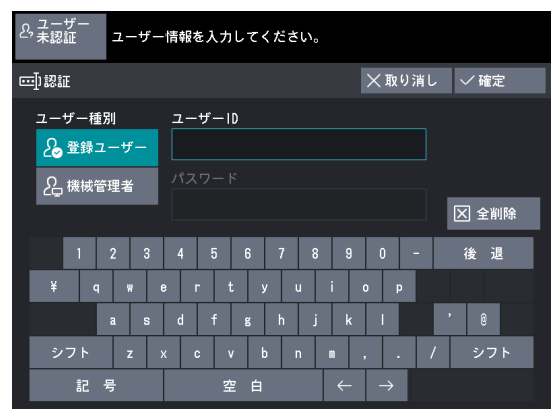 ユーザー
未認証
ユーザー情報を入力してください。
認証
取り消し
確定
ユーザー種別
ユーザーID
登録ユーザー
機械管理者
パスワード
全削除
1 2 3 4 5 6 7 8 9 0 - 後 退
¥ q w e r t y u i o p
a s d f g h j k l ' @
シフト z x c v b n m , . / シフト
記 号 空 白 ← →